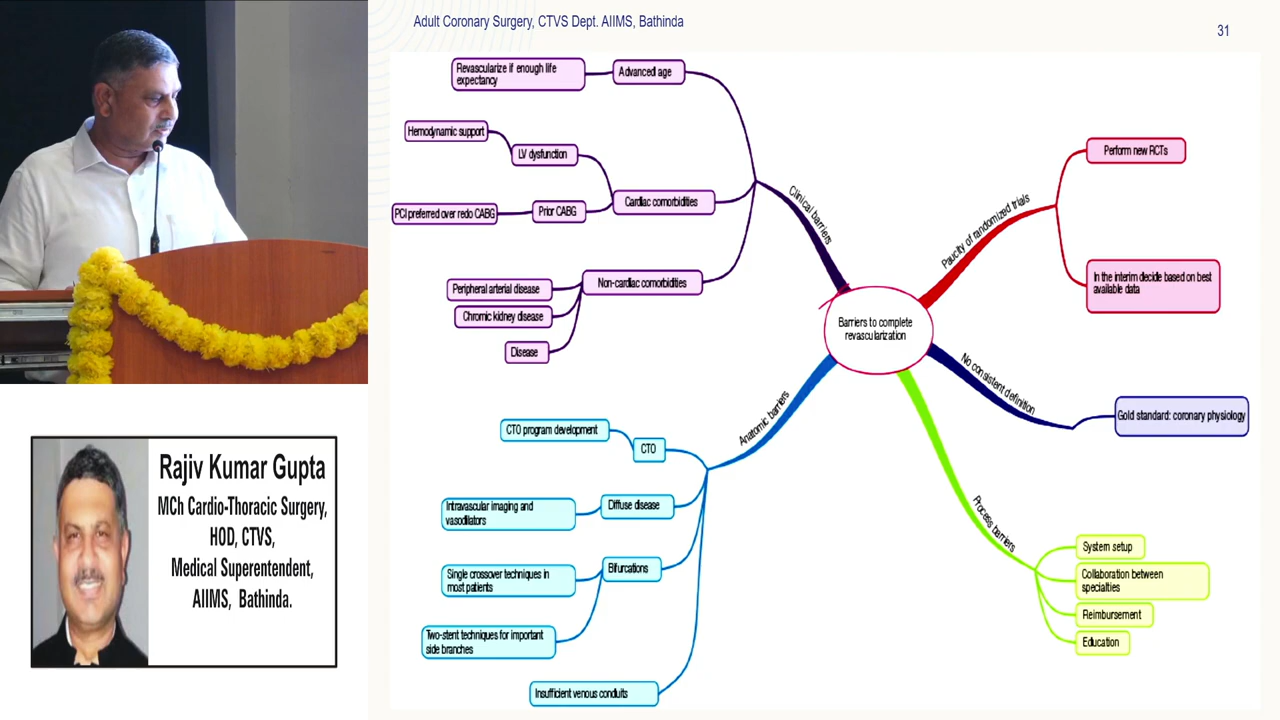 Adult Coronary Surgery, CTVS Dept. AIIMS, Bathinda
31
Revascularize if enough life
expectancy
Advanced age
Hemodynamic support
LV dysfunction
PCI preferred over redo CABG
Prior CABG
Cardiac comorbidities
Peripheral arterial disease
Non-cardiac comorbidities
Chromic kidney disease
Disease
Clinical barriers
Paucity of randomized trials
Perform new RCTs
In the interim decide based on best
available data
Barriers to complete
revascularization
No consistent definition
Gold standard: coronary physiology
Anatomic barriers
CTO program development
CTO
Intravascular imaging and
vasodilators
Diffuse disease
Single crossover techniques in
most patients
Bifurcations
Two-stent techniques for important
side branches
Insufficient venous conduits
Process barriers
System setup
Collaboration between
specialties
Reimbursement
Education
Rajiv Kumar Gupta
MCh Cardio-Thoracic Surgery,
HOD, CTVS,
Medical Superentendent,
AIIMS, Bathinda.